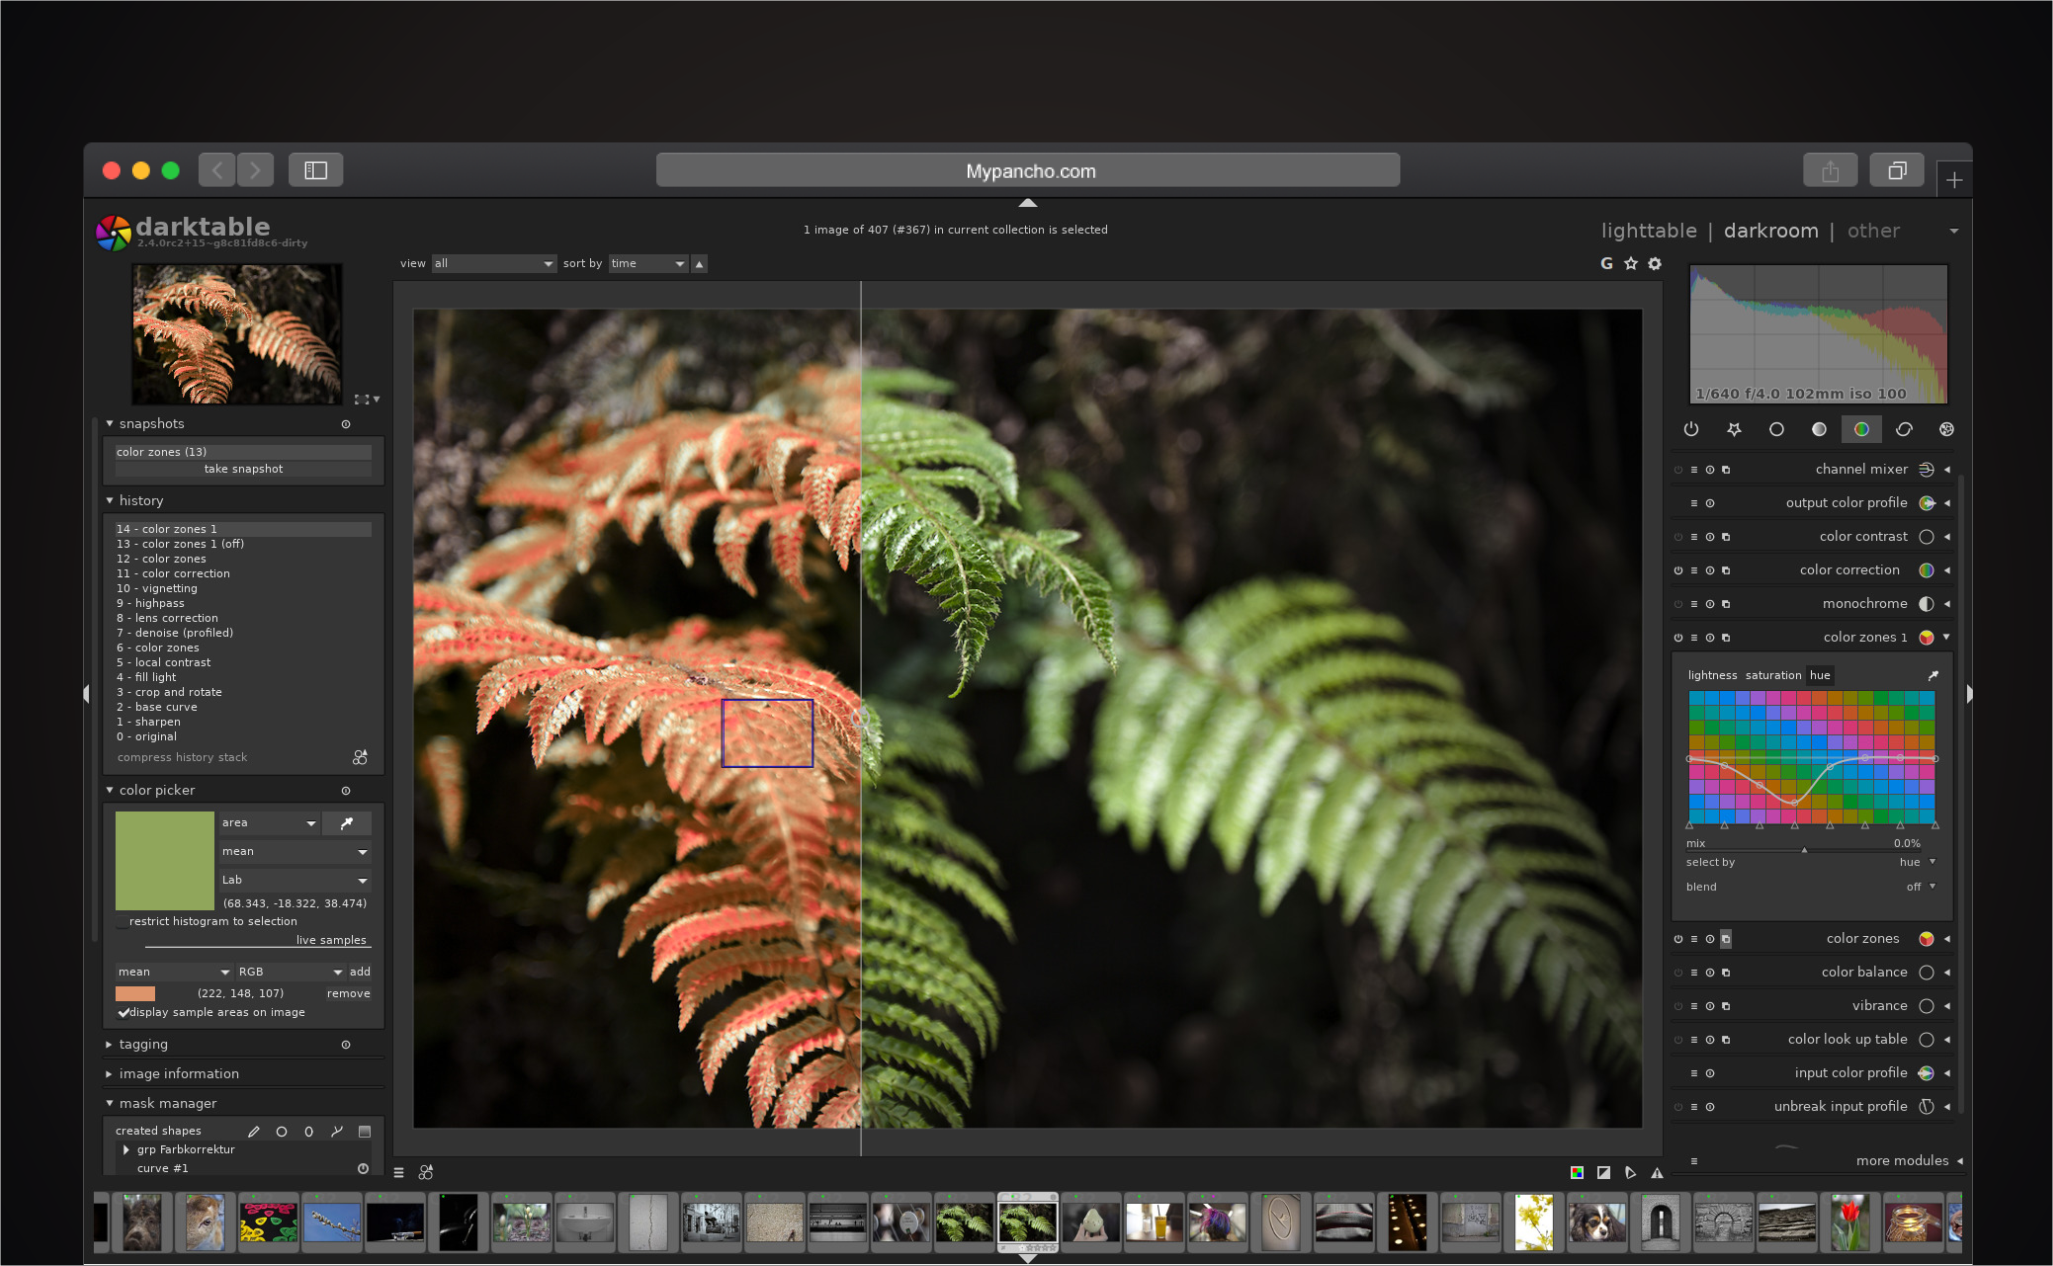 Mypancho.com
darktable
2.4.0rc2+15~g8c81fd8c6-dirty
1 image of 407 (#367) in current collection is selected
lighttable | darkroom | other
view all sort by time
G
1/640 f/4.0 102mm iso 100
snapshots
color zones (13)
take snapshot
history
14 - color zones 1
13 - color zones 1 (off)
12 - color zones
11 - color correction
10 - vignetting
9 - highpass
8 - lens correction
7 - denoise (profiled)
6 - color zones
5 - local contrast
4 - fill light
3 - crop and rotate
2 - base curve
1 - sharpen
0 - original
compress history stack
color picker
area
mean
Lab
(68.343, -18.322, 38.474)
restrict histogram to selection
live samples
mean RGB add
(222, 148, 107) remove
display sample areas on image
tagging
image information
mask manager
created shapes
grp Farbkorrektur
curve #1
channel mixer
output color profile
color contrast
color correction
monochrome
color zones 1
lightness saturation hue
mix 0.0%
select by hue
blend off
color zones
color balance
vibrance
color look up table
input color profile
unbreak input profile
more modules